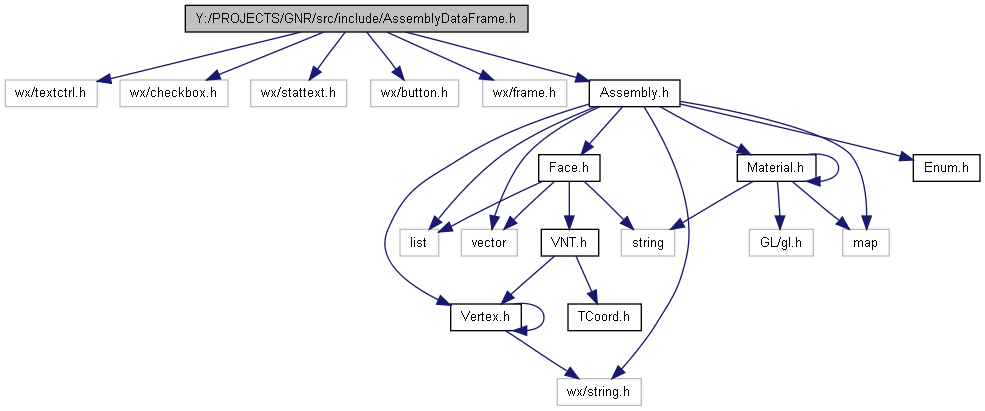 Y:/PROJECTS/GNR/src/include/AssemblyDataFrame.h
wx/textctrl.h
wx/checkbox.h
wx/stattext.h
wx/button.h
wx/frame.h
Assembly.h
Face.h
Material.h
Enum.h
list
vector
VNT.h
string
GL/gl.h
map
Vertex.h
TCoord.h
wx/string.h